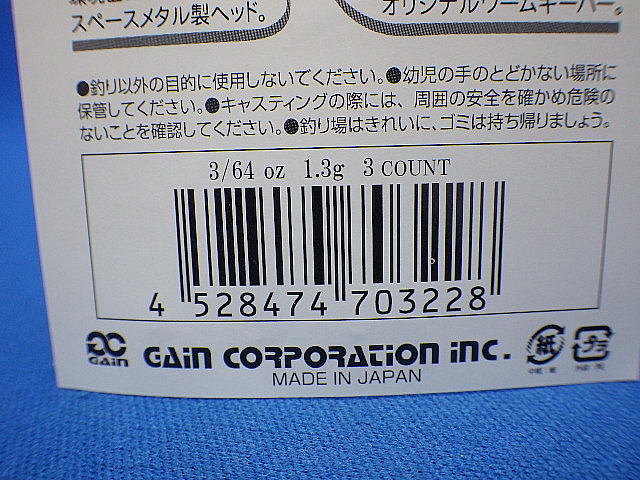 スペースメタル製ヘッド。
オリジナルワームキーパー。
●釣り以外の目的に使用しないでください。●幼児の手のとどかない場所に
保管してください。●キャスティングの際には、周囲の安全を確かめ危険の
ないことを確認してください。●釣り場はきれいに、ゴミは持ち帰りましょう。
3/64 oz 1.3g 3 COUNT
4 528474 703228
GAIN
GAIN CORPORATION INC.
紙
プラ
MADE IN JAPAN